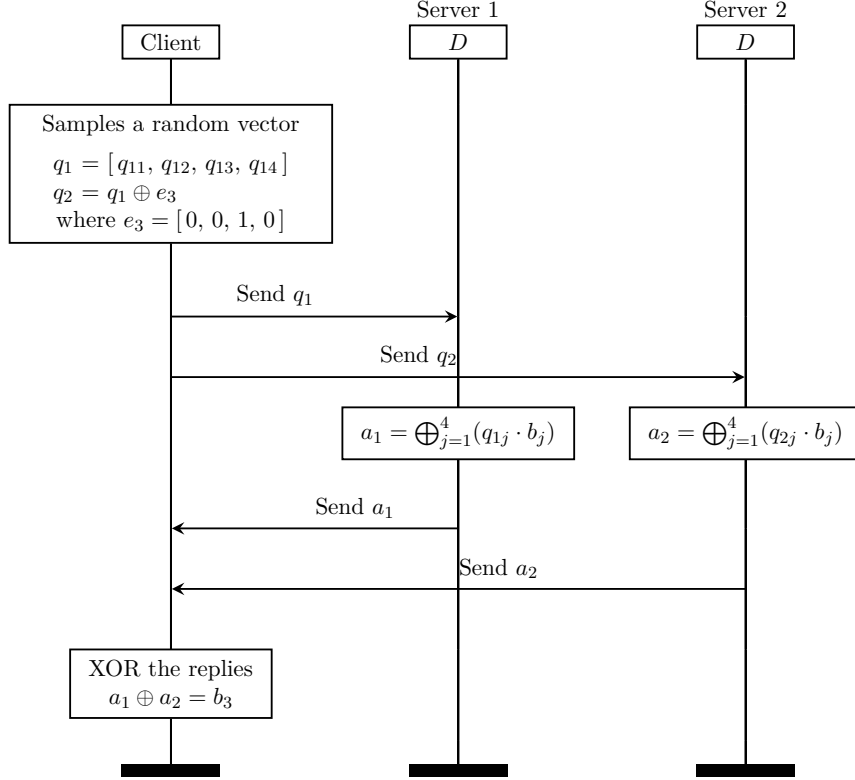 Server 1
Server 2
Client
D
D
Samples a random vector
q₁ = [ q₁₁, q₁₂, q₁₃, q₁₄ ]
q₂ = q₁ ⊕ e₃
where e₃ = [ 0, 0, 1, 0 ]
Send q₁
Send q₂
a₁ = ⨁⁴ⱼ₌₁(q₁ⱼ · bⱼ)
a₂ = ⨁⁴ⱼ₌₁(q₂ⱼ · bⱼ)
Send a₁
Send a₂
XOR the replies
a₁ ⊕ a₂ = b₃